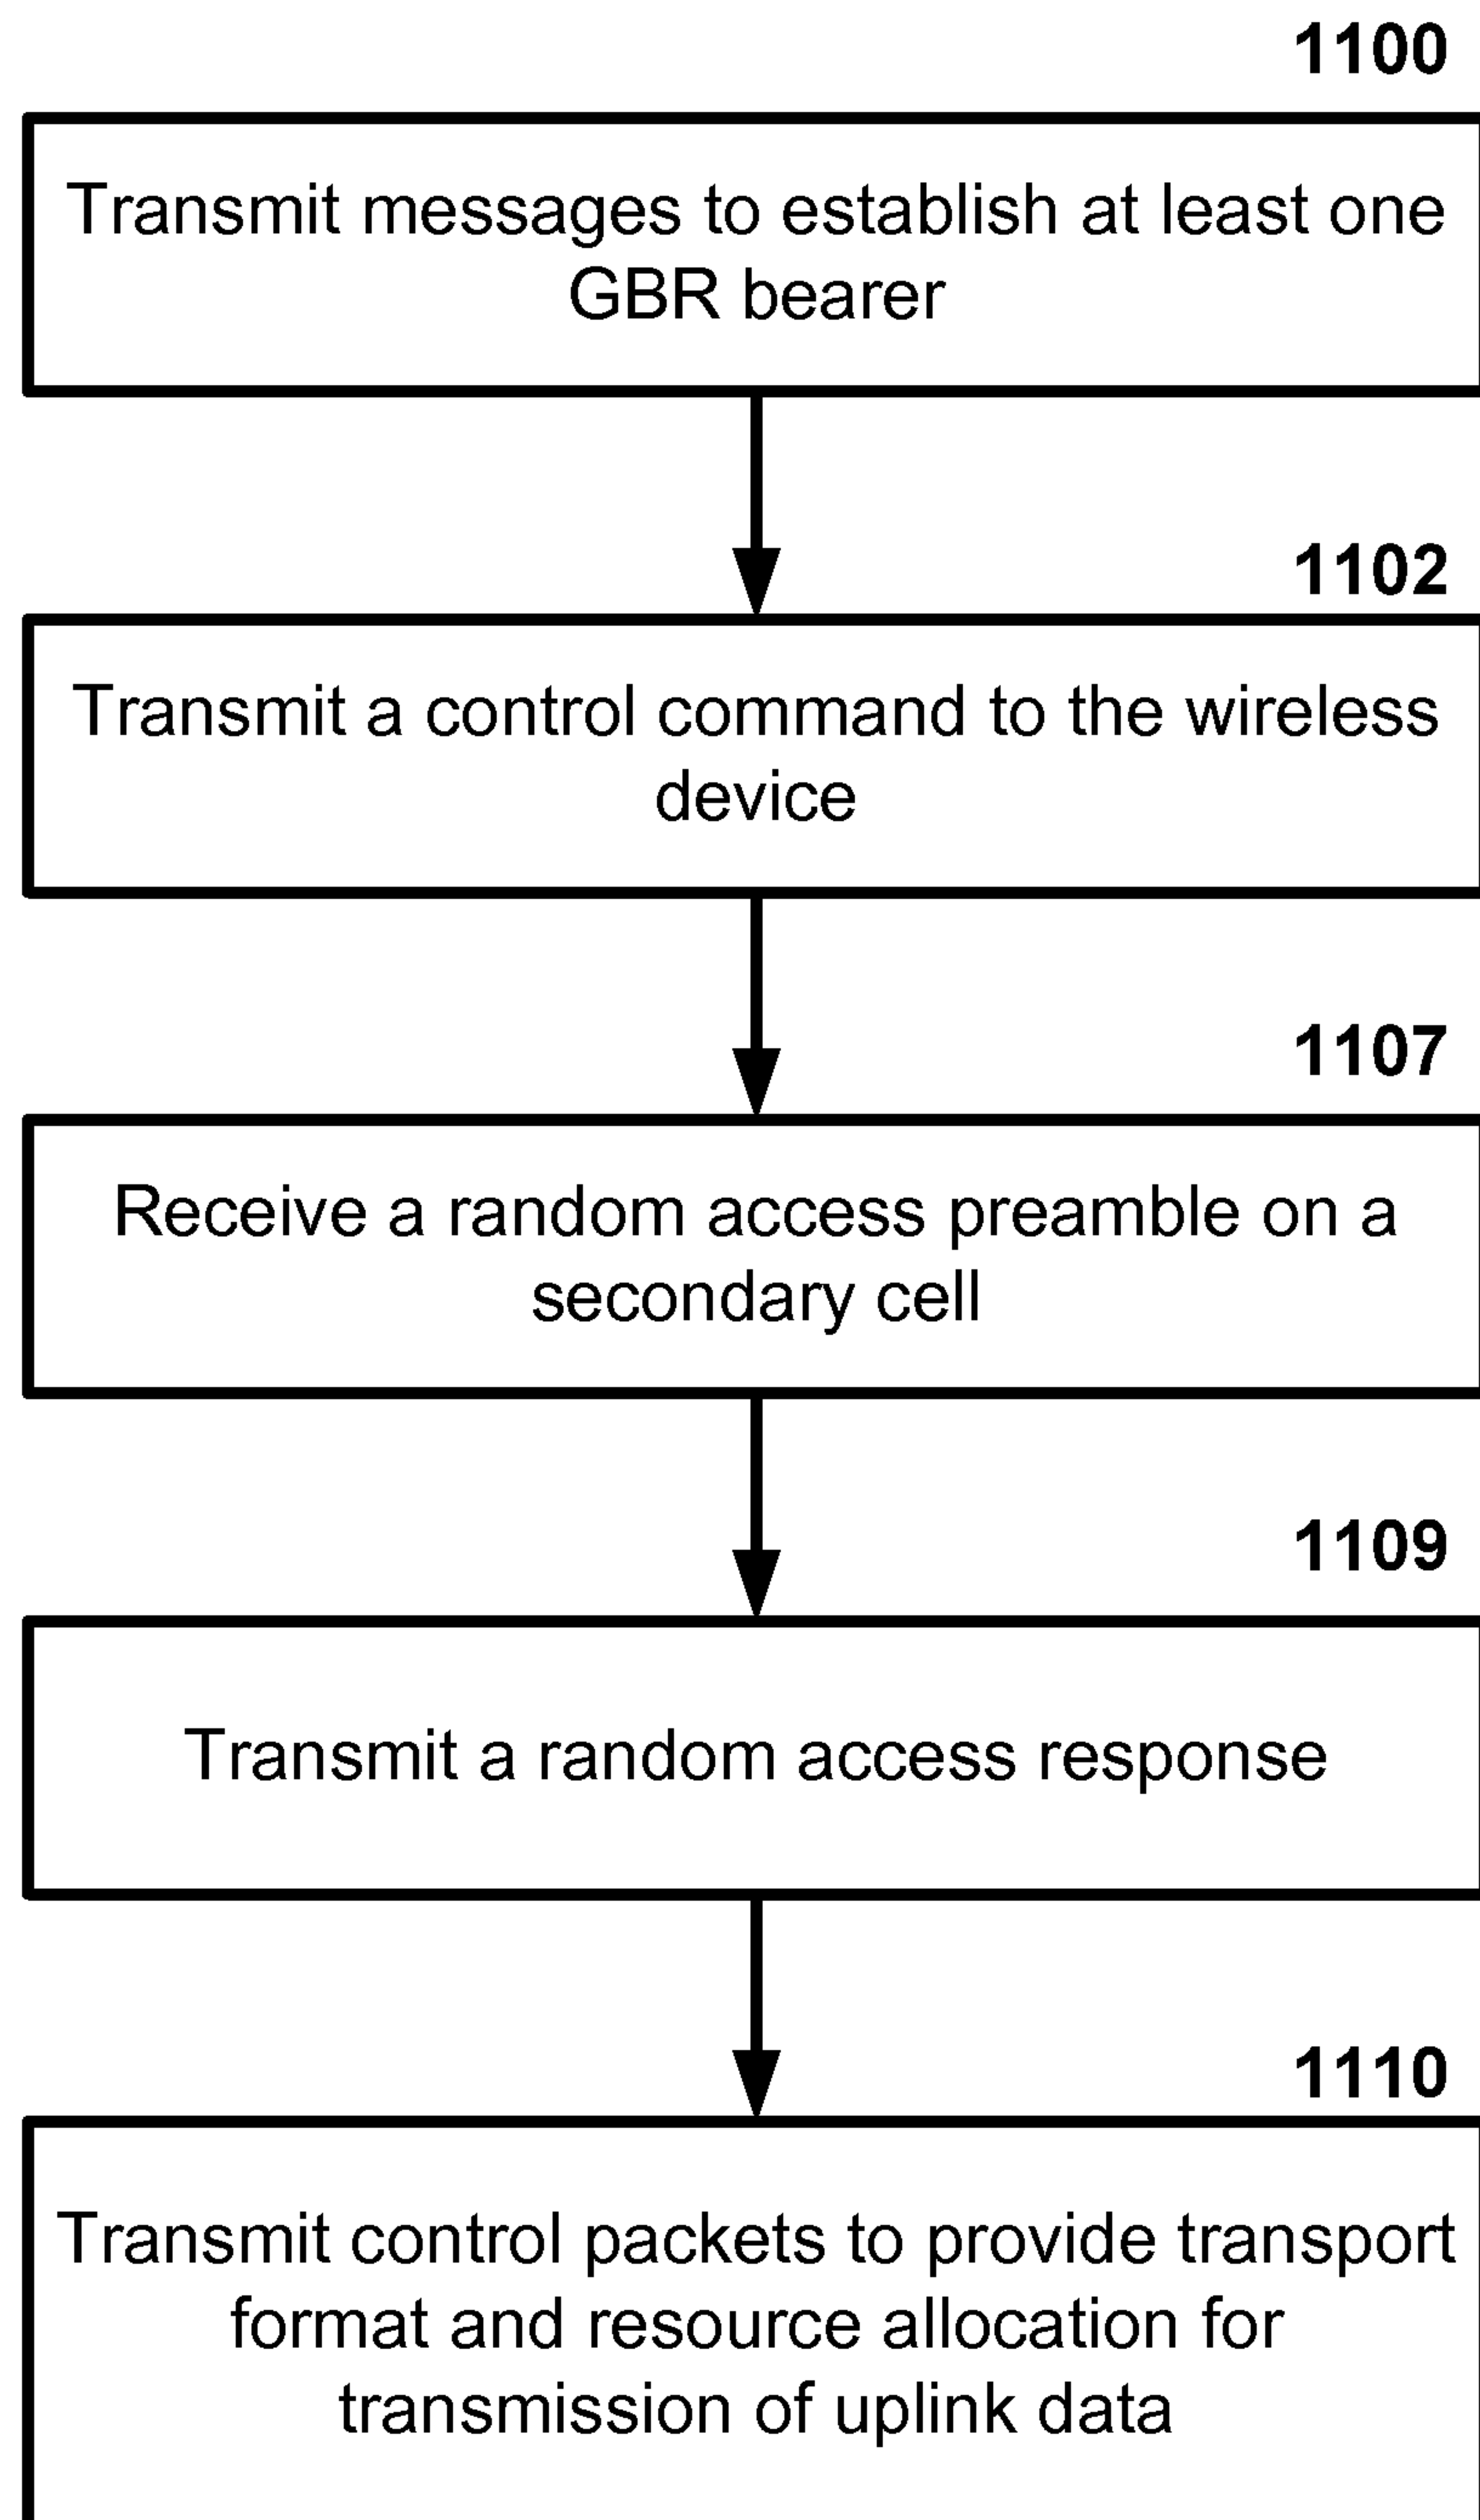 1100
Transmit messages to establish at least one
GBR bearer
1102
Transmit a control command to the wireless
device
1107
Receive a random access preamble on a
secondary cell
1109
Transmit a random access response
1110
Transmit control packets to provide transport
format and resource allocation for
transmission of uplink data